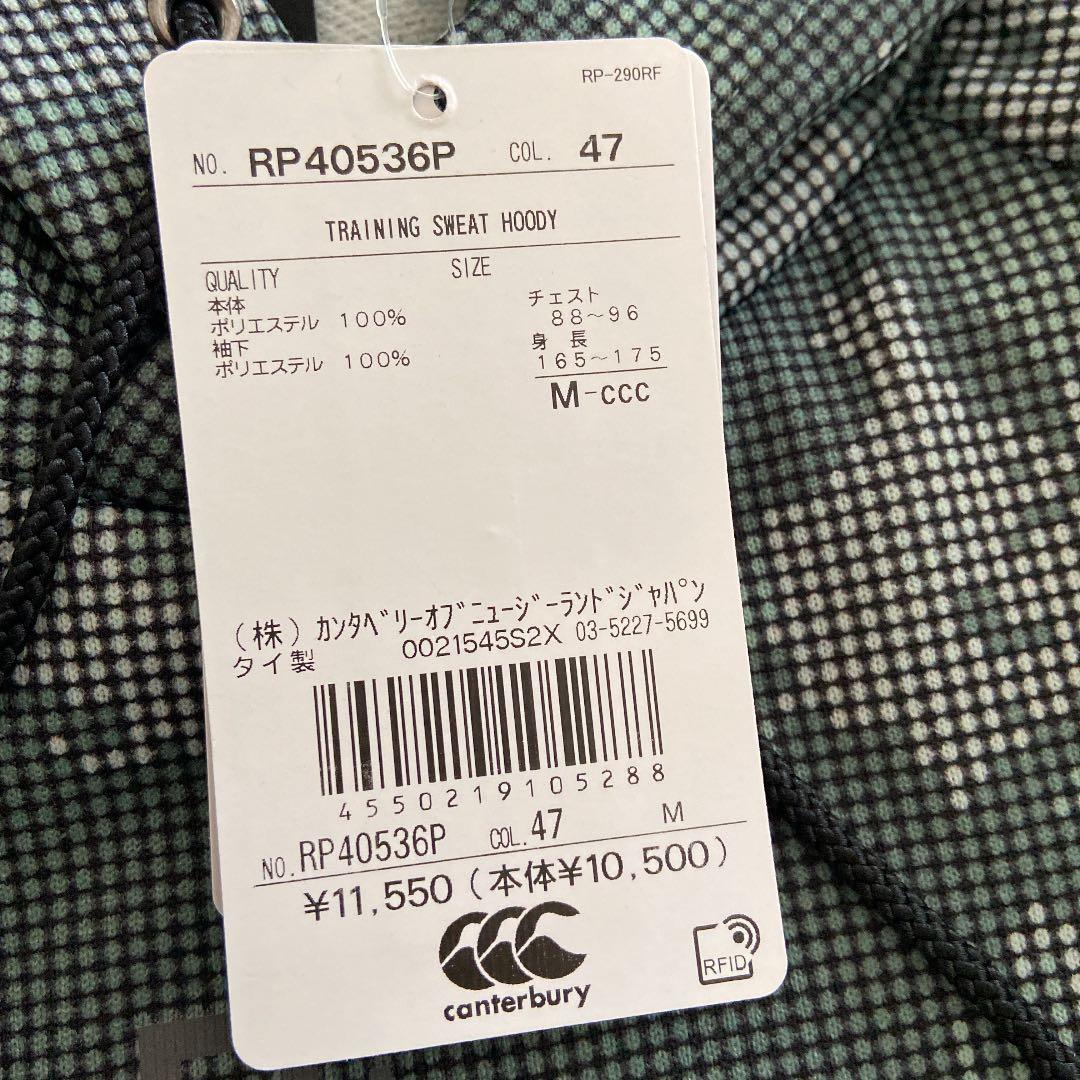 RP-290RF
NO. RP40536P COL. 47
TRAINING SWEAT HOODY
QUALITY SIZE
本体
ポリエステル 100%
袖下
ポリエステル 100%
チェスト
88～96
身 長
165～175
M-ccc
(株) ｶﾝﾀﾍﾞﾘｰｵﾌﾞﾆｭｰｼﾞｰﾗﾝﾄﾞｼﾞｬﾊﾟﾝ
タイ製 0021545S2X 03-5227-5699
4550219105288
NO. RP40536P COL. 47 M
¥11,550 (本体¥10,500)
canterbury
RFID